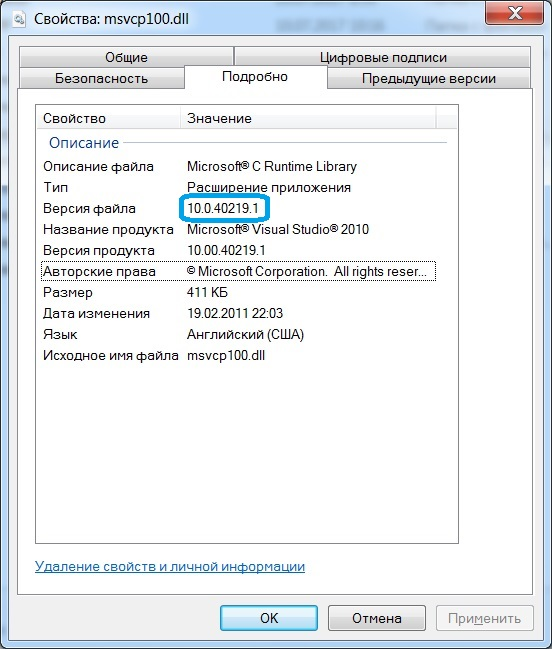 Свойства: msvcp100.dll
Общие Цифровые подписи
Безопасность Подробно Предыдущие версии
Свойство Значение
Описание
Описание файла Microsoft® C Runtime Library
Тип Расширение приложения
Версия файла 10.0.40219.1
Название продукта Microsoft® Visual Studio® 2010
Версия продукта 10.00.40219.1
Авторские права © Microsoft Corporation. All rights reser...
Размер 411 КБ
Дата изменения 19.02.2011 22:03
Язык Английский (США)
Исходное имя файла msvcp100.dll
Удаление свойств и личной информации
OK Отмена Применить